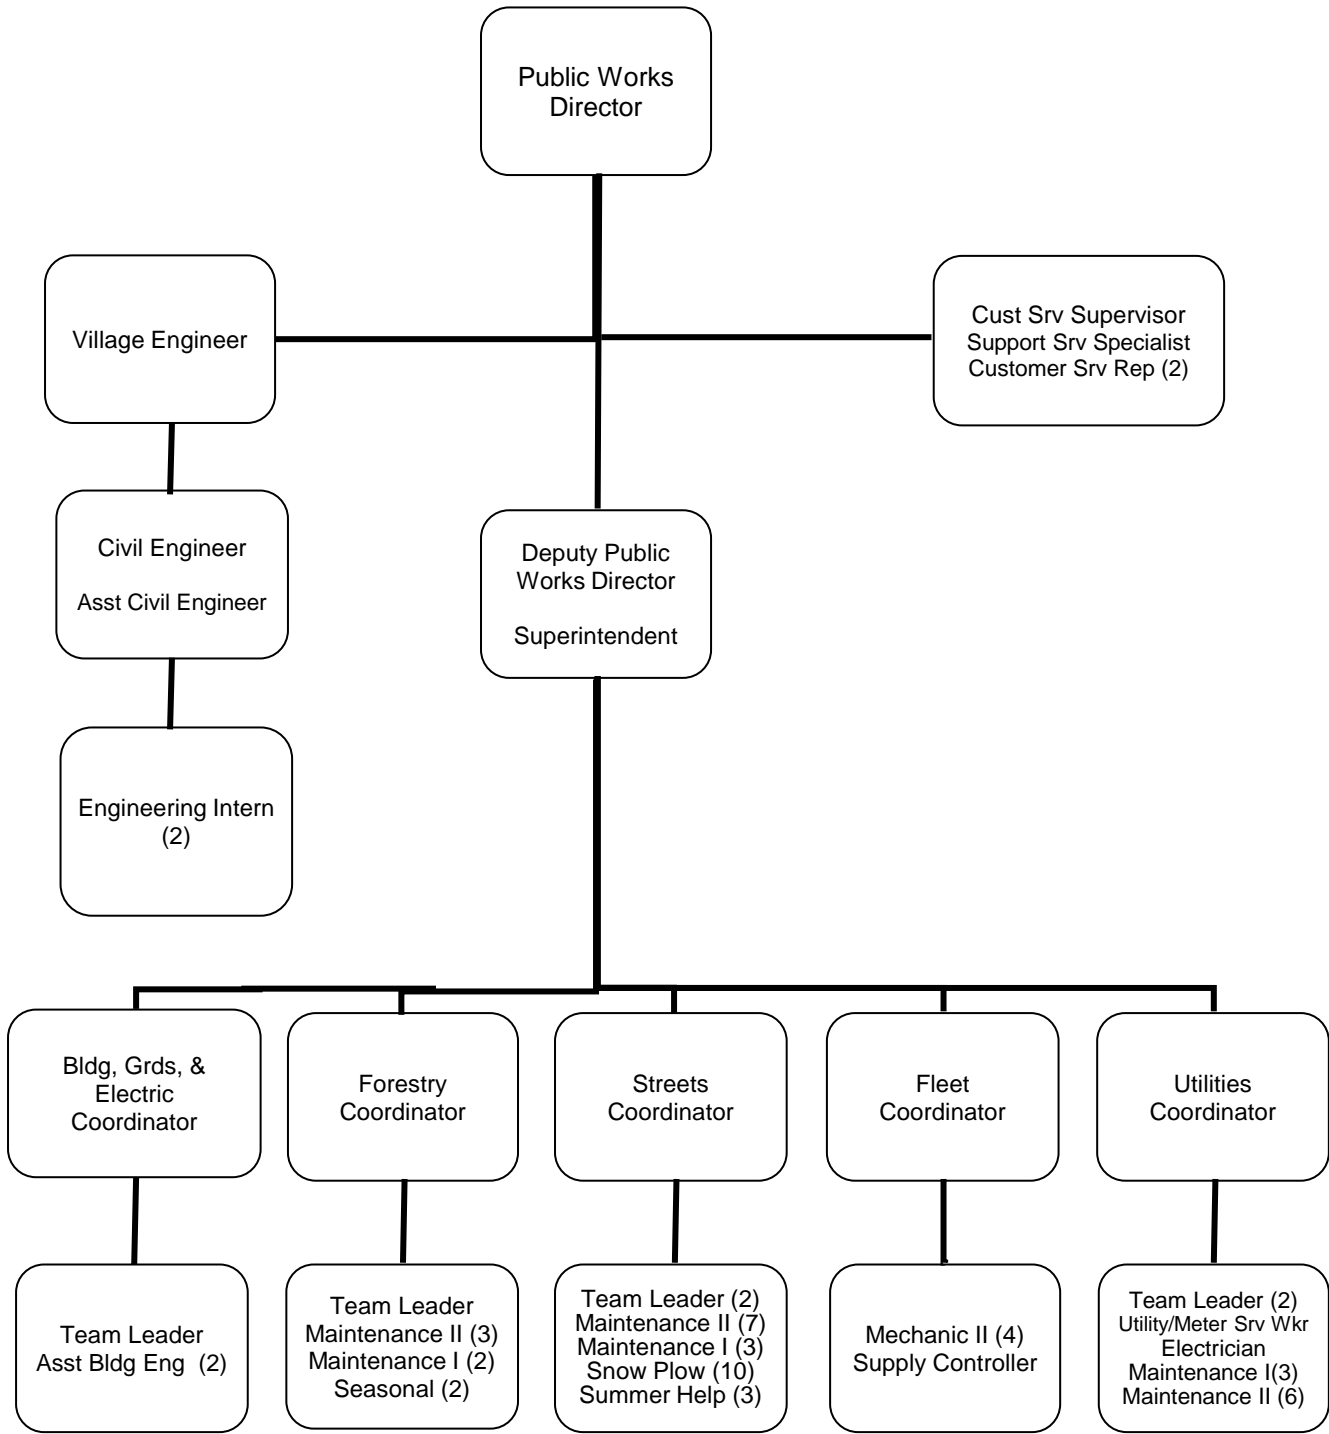 Public Works
Director
Village Engineer
Cust Srv Supervisor
Support Srv Specialist
Customer Srv Rep (2)
Civil Engineer
Asst Civil Engineer
Deputy Public
Works Director
Superintendent
Engineering Intern
(2)
Bldg, Grds, &
Electric
Coordinator
Forestry
Coordinator
Streets
Coordinator
Fleet
Coordinator
Utilities
Coordinator
Team Leader
Asst Bldg Eng  (2)
Team Leader
Maintenance II (3)
Maintenance I (2)
Seasonal (2)
Team Leader (2)
Maintenance II (7)
Maintenance I (3)
Snow Plow (10)
Summer Help (3)
Mechanic II (4)
Supply Controller
Team Leader (2)
Utility/Meter Srv Wkr
Electrician
Maintenance I(3)
Maintenance II (6)